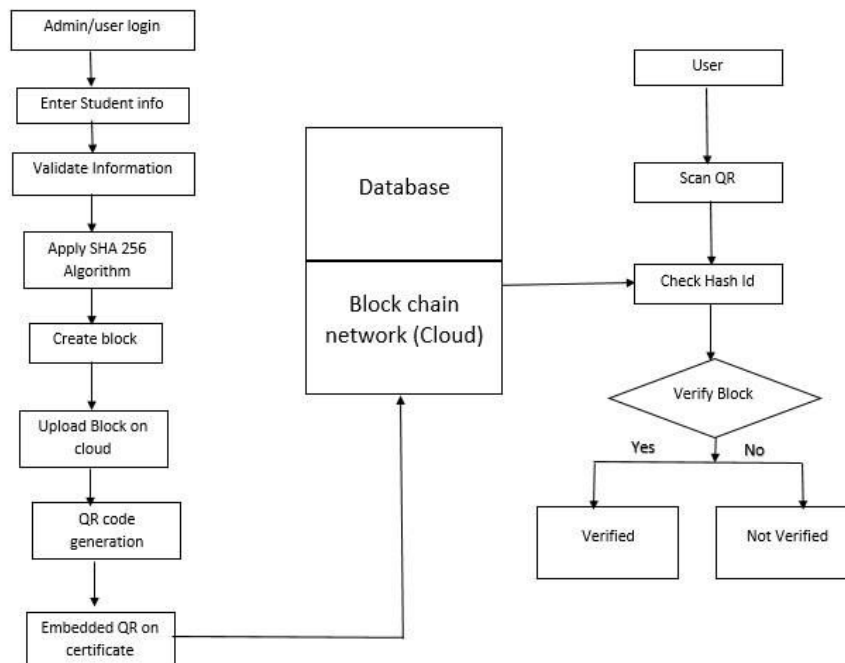 Admin/user login
Enter Student info
Validate Information
Apply SHA 256
Algorithm
Create block
Upload Block on
cloud
QR code
generation
Embedded QR on
certificate
Database
Block chain
network (Cloud)
User
Scan QR
Check Hash Id
Verify Block
Yes
No
Verified
Not Verified